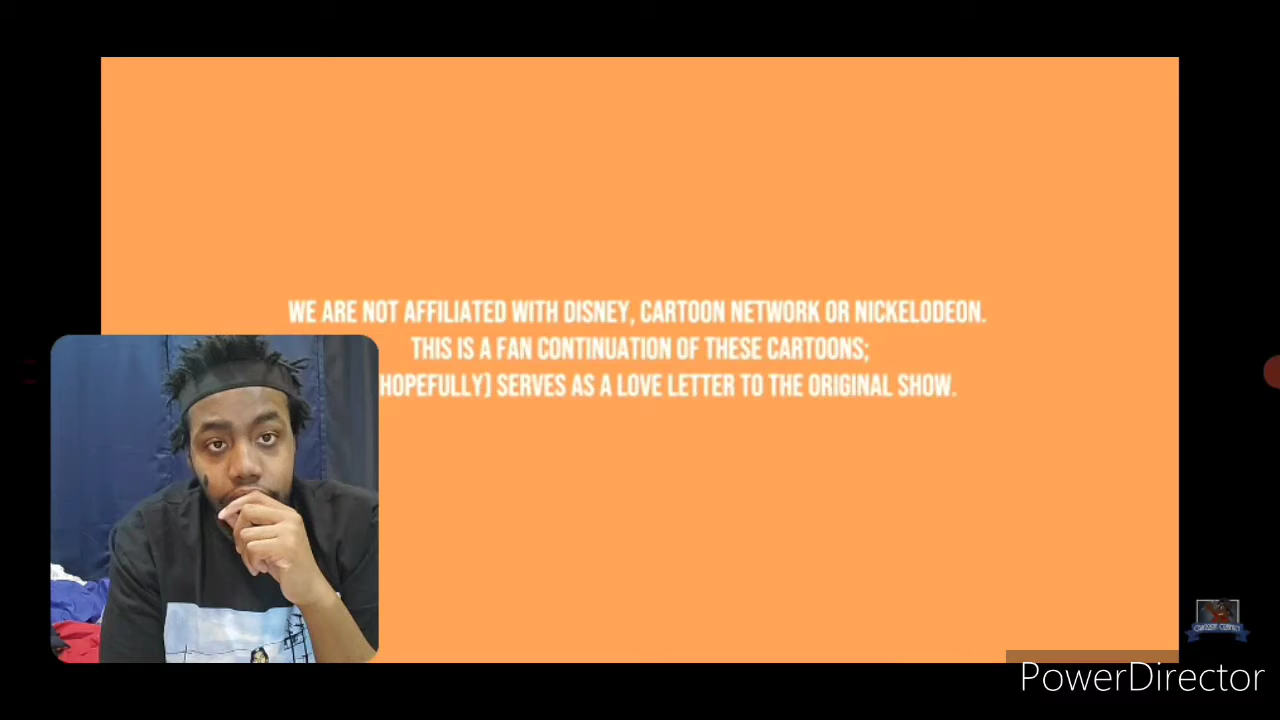 WE ARE NOT AFFILIATED WITH DISNEY, CARTOON NETWORK OR NICKELODEON.
THIS IS A FAN CONTINUATION OF THESE CARTOONS;
HOPEFULLY) SERVES AS A LOVE LETTER TO THE ORIGINAL SHOW.
PowerDirector